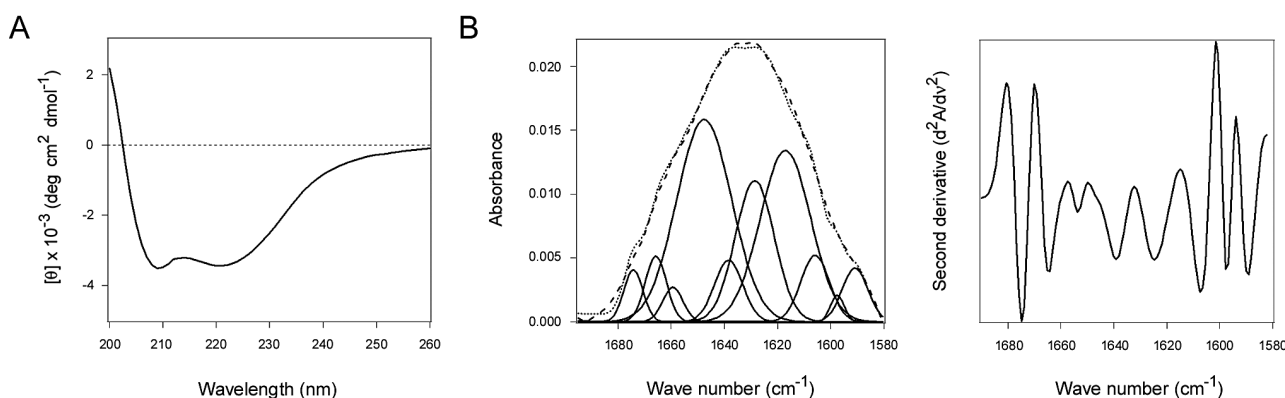 A
[θ] x 10⁻³ (deg cm² dmol⁻¹)
2
0
-2
-4
200 210 220 230 240 250 260
Wavelength (nm)
B
Absorbance
0.020
0.015
0.010
0.005
0.000
1680 1660 1640 1620 1600 1580
Wave number (cm⁻¹)
Second derivative (d²A/dv²)
1680 1660 1640 1620 1600 1580
Wave number (cm⁻¹)